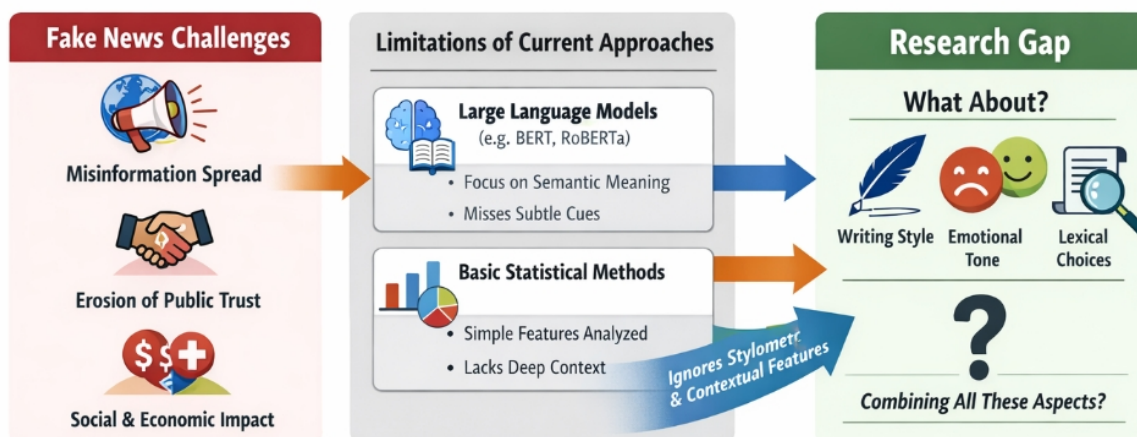 Fake News Challenges
Misinformation Spread
Erosion of Public Trust
$ $
Social & Economic Impact
Limitations of Current Approaches
Large Language Models
(e.g. BERT, RoBERTa)
• Focus on Semantic Meaning
• Misses Subtle Cues
Basic Statistical Methods
• Simple Features Analyzed
• Lacks Deep Context
Ignores Stylometr
& Contextual Features
Research Gap
What About?
Writing Style
Emotional
Tone
Lexical
Choices
?
Combining All These Aspects?